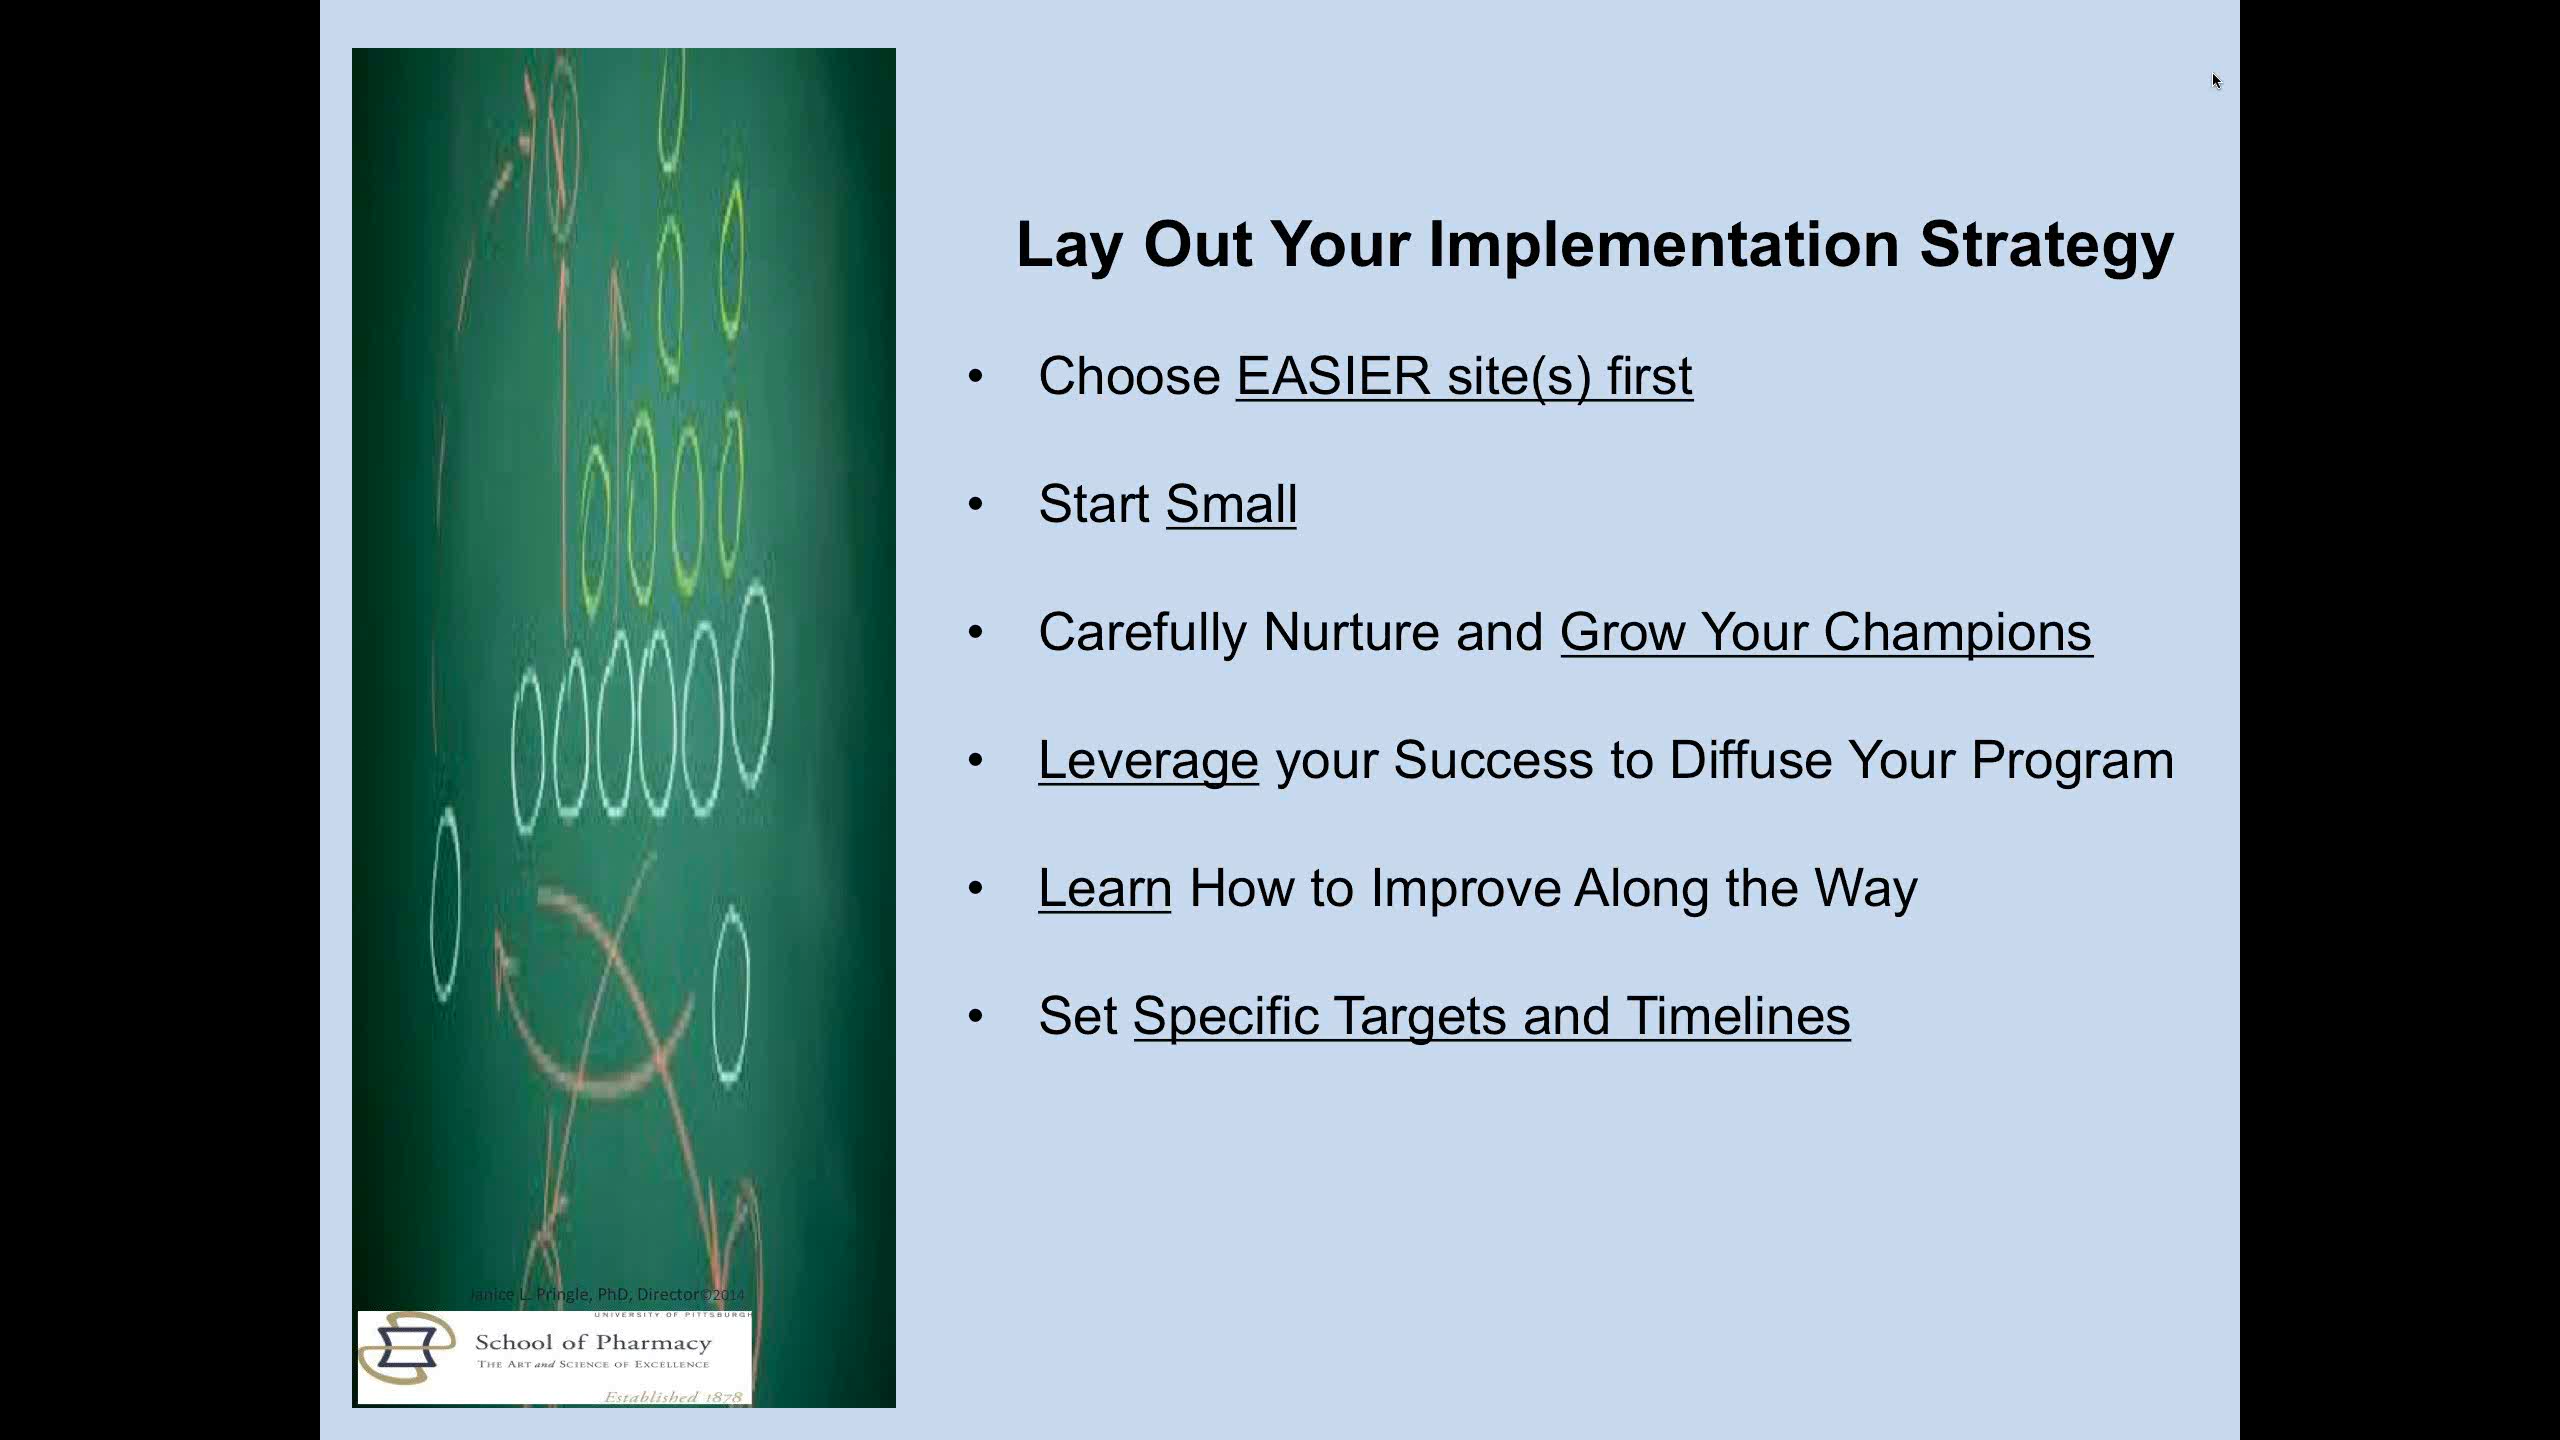 Lay Out Your Implementation Strategy
• Choose EASIER site(s) first
• Start Small
• Carefully Nurture and Grow Your Champions
• Leverage your Success to Diffuse Your Program
• Learn How to Improve Along the Way
• Set Specific Targets and Timelines
Janice L. Pringle, PhD, Director©2014
UNIVERSITY OF PITTSBURGH
School of Pharmacy
THE ART and SCIENCE OF EXCELLENCE
Established 1878